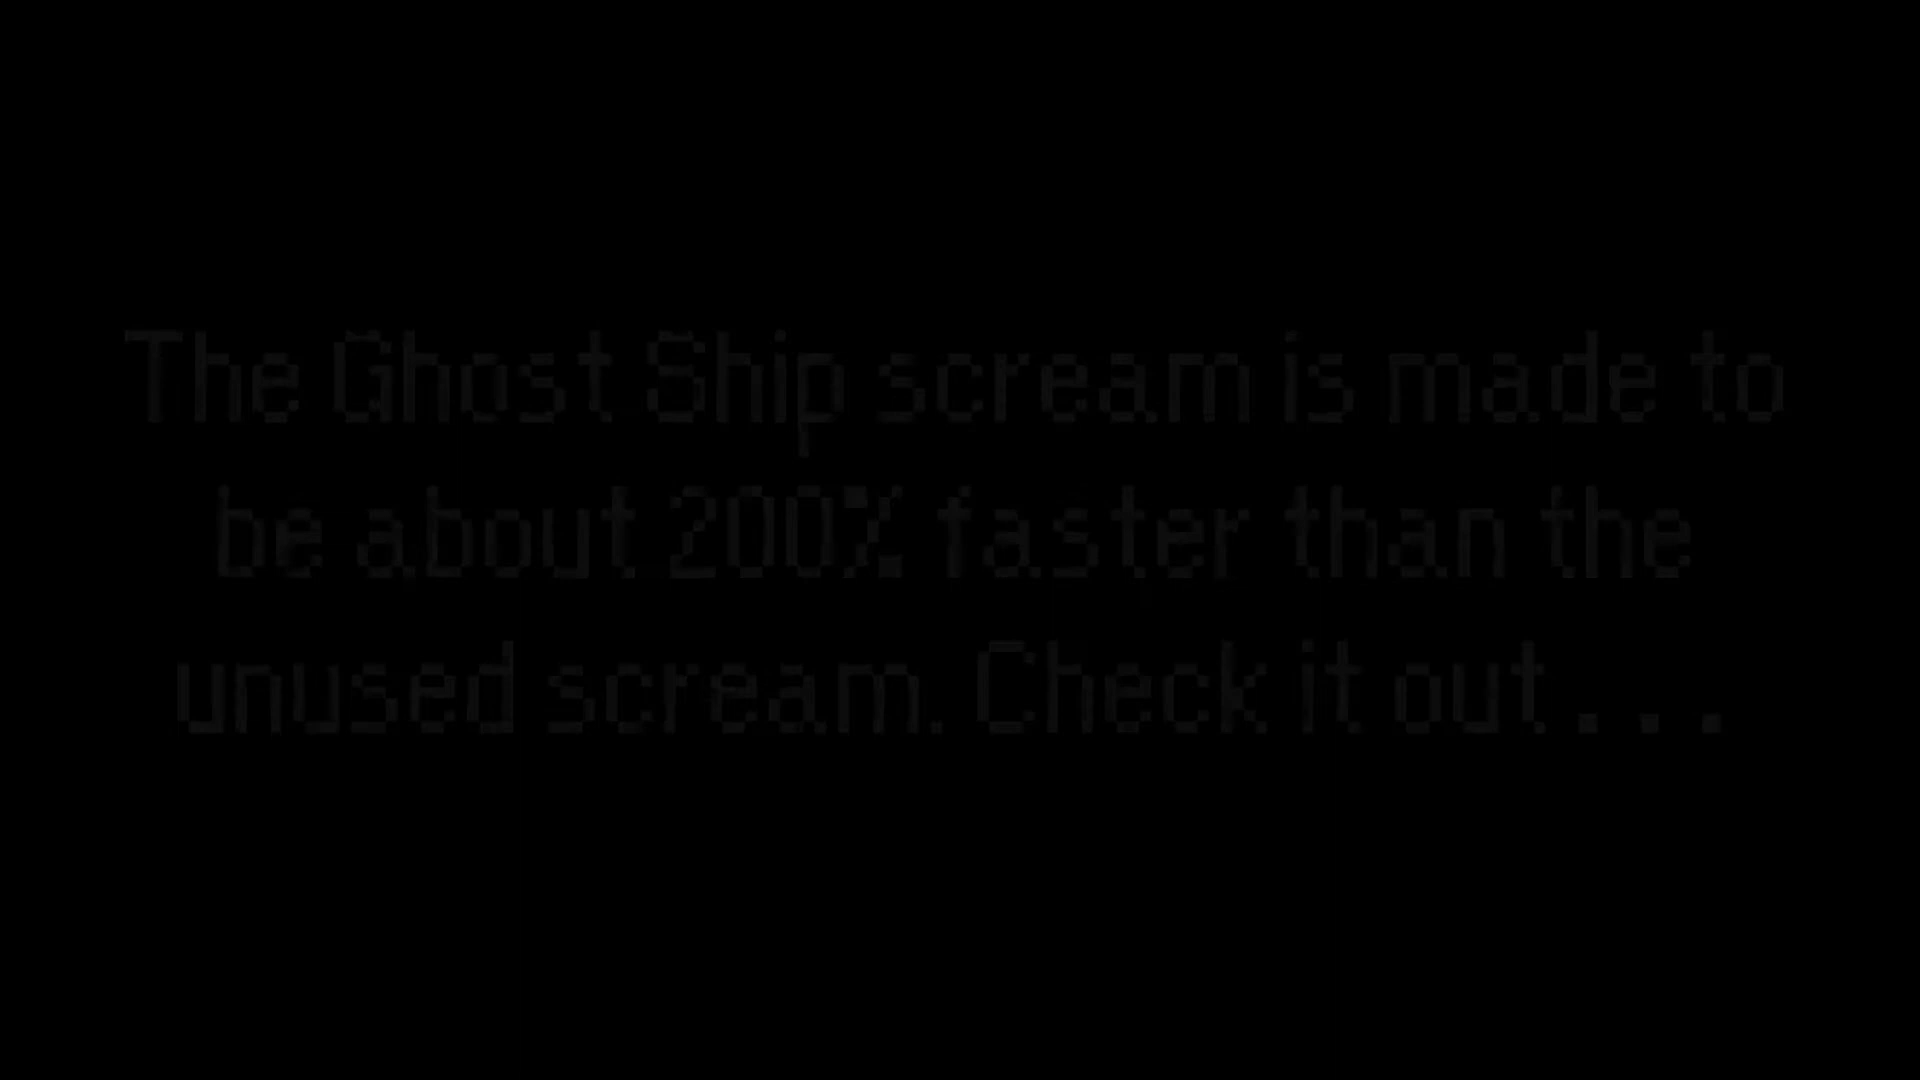 The Ghost Ship scream is made to
be about 200% faster than the
unused scream. Check it out . . .